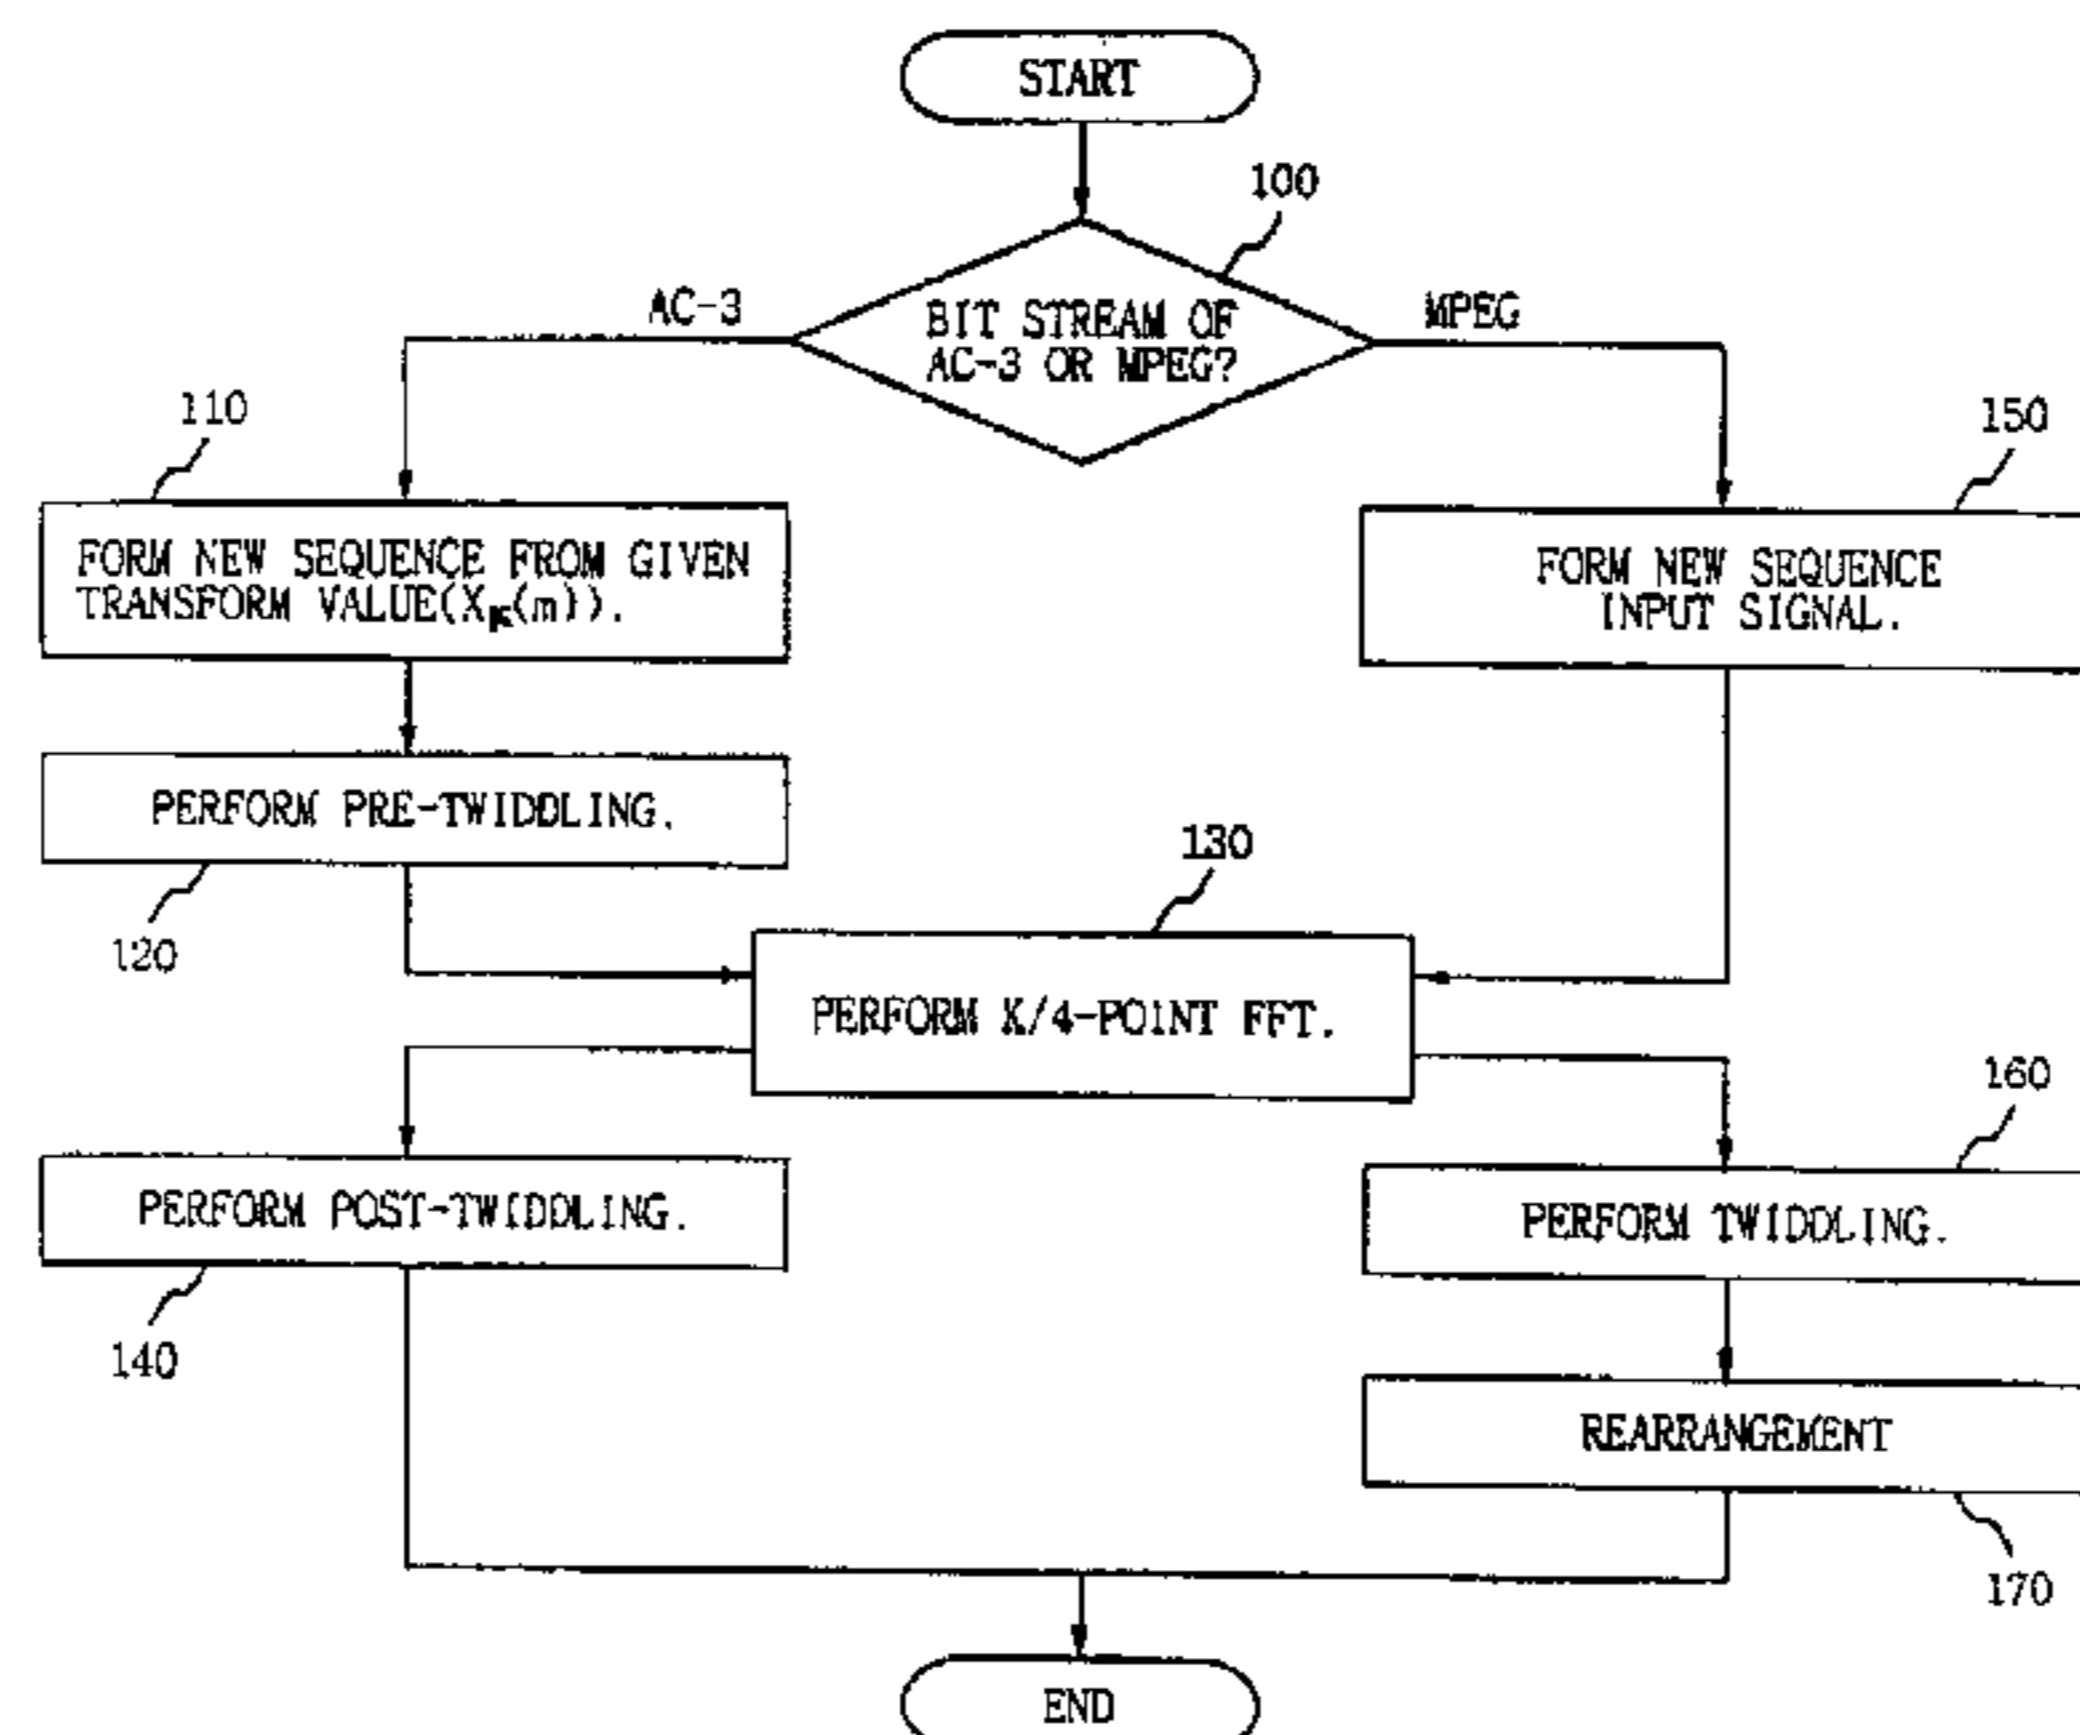 START
100
AC-3
MPEG
BIT STREAM OF
AC-3 OR MPEG?
110
150
FORM NEW SEQUENCE FROM GIVEN
TRANSFORM VALUE(XK(m)).
FORM NEW SEQUENCE
INPUT SIGNAL.
PERFORM PRE-TWIDDLING.
120
130
PERFORM K/4-POINT FFT.
160
PERFORM POST-TWIDDLING.
PERFORM TWIDDLING.
140
REARRANGEMENT
170
END